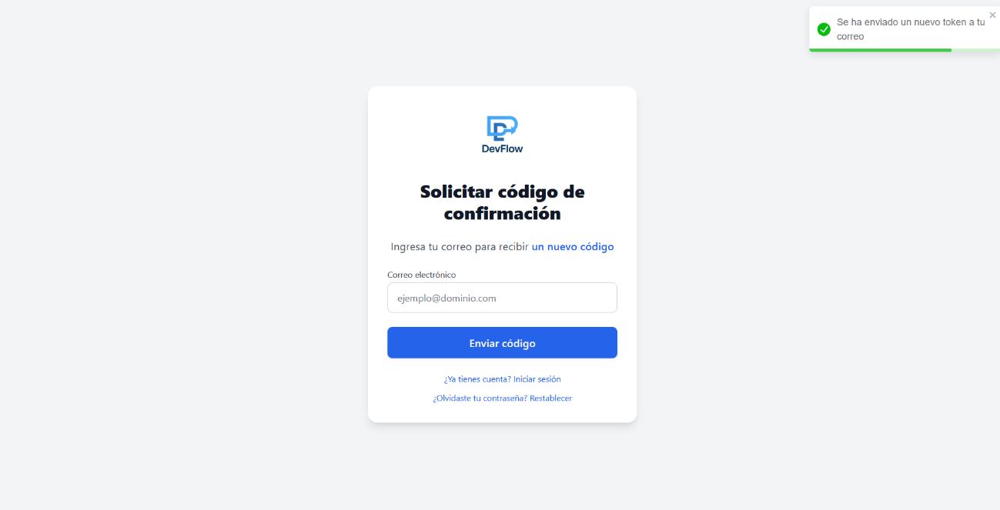 Se ha enviado un nuevo token a tu
correo
DevFlow
Solicitar código de
confirmación
Ingresa tu correo para recibir un nuevo código
Correo electrónico
ejemplo@dominio.com
Enviar código
¿Ya tienes cuenta? Iniciar sesión
¿Olvidaste tu contraseña? Restablecer